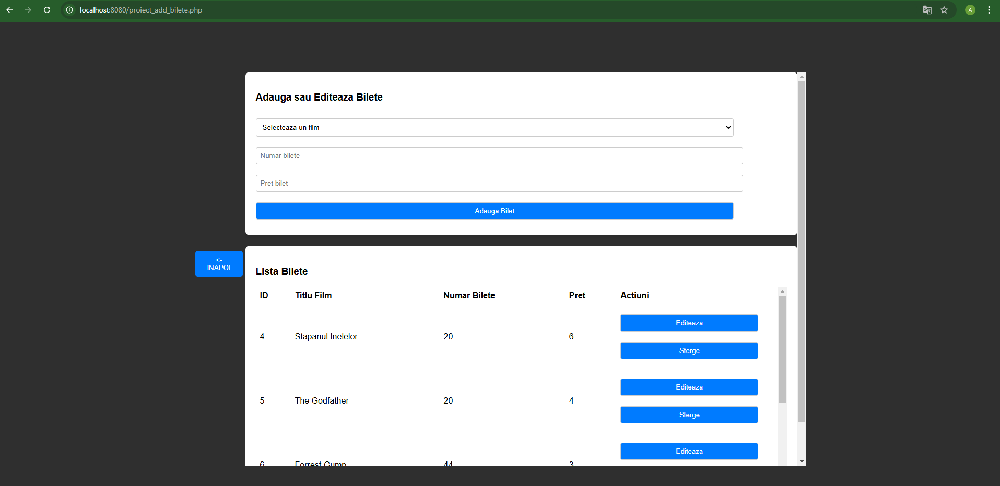 localhost:8080/proiect_add_bilete.php
A
Adauga sau Editeaza Bilete
Selecteaza un film
Numar bilete
Pret bilet
Adauga Bilet
<-
INAPOI
Lista Bilete
ID Titlu Film Numar Bilete Pret Actiuni
4 Stapanul Inelelor 20 6 Editeaza
Sterge
5 The Godfather 20 4 Editeaza
Sterge
6 Forrest Gump 44 3 Editeaza